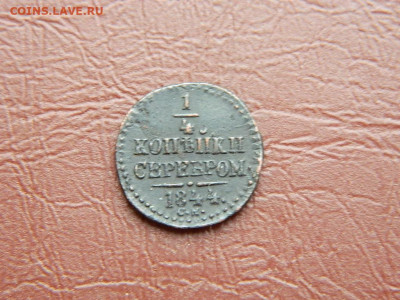 COINS.LAVE.RU
1
4
КОПѢЙКИ
СЕРЕБРОМ
1844.